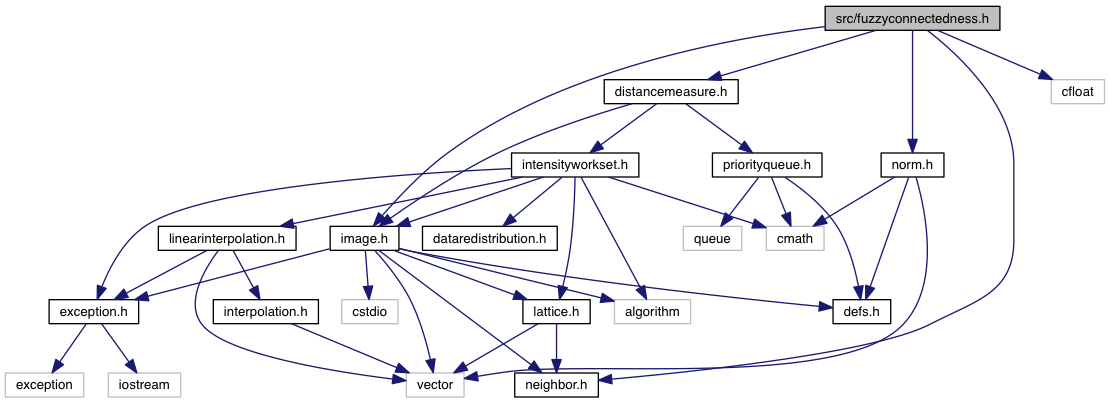 src/fuzzyconnectedness.h
distancemeasure.h
cfloat
intensityworkset.h
priorityqueue.h
norm.h
linearinterpolation.h
image.h
dataredistribution.h
queue
cmath
exception.h
interpolation.h
cstdio
lattice.h
algorithm
defs.h
exception
iostream
vector
neighbor.h